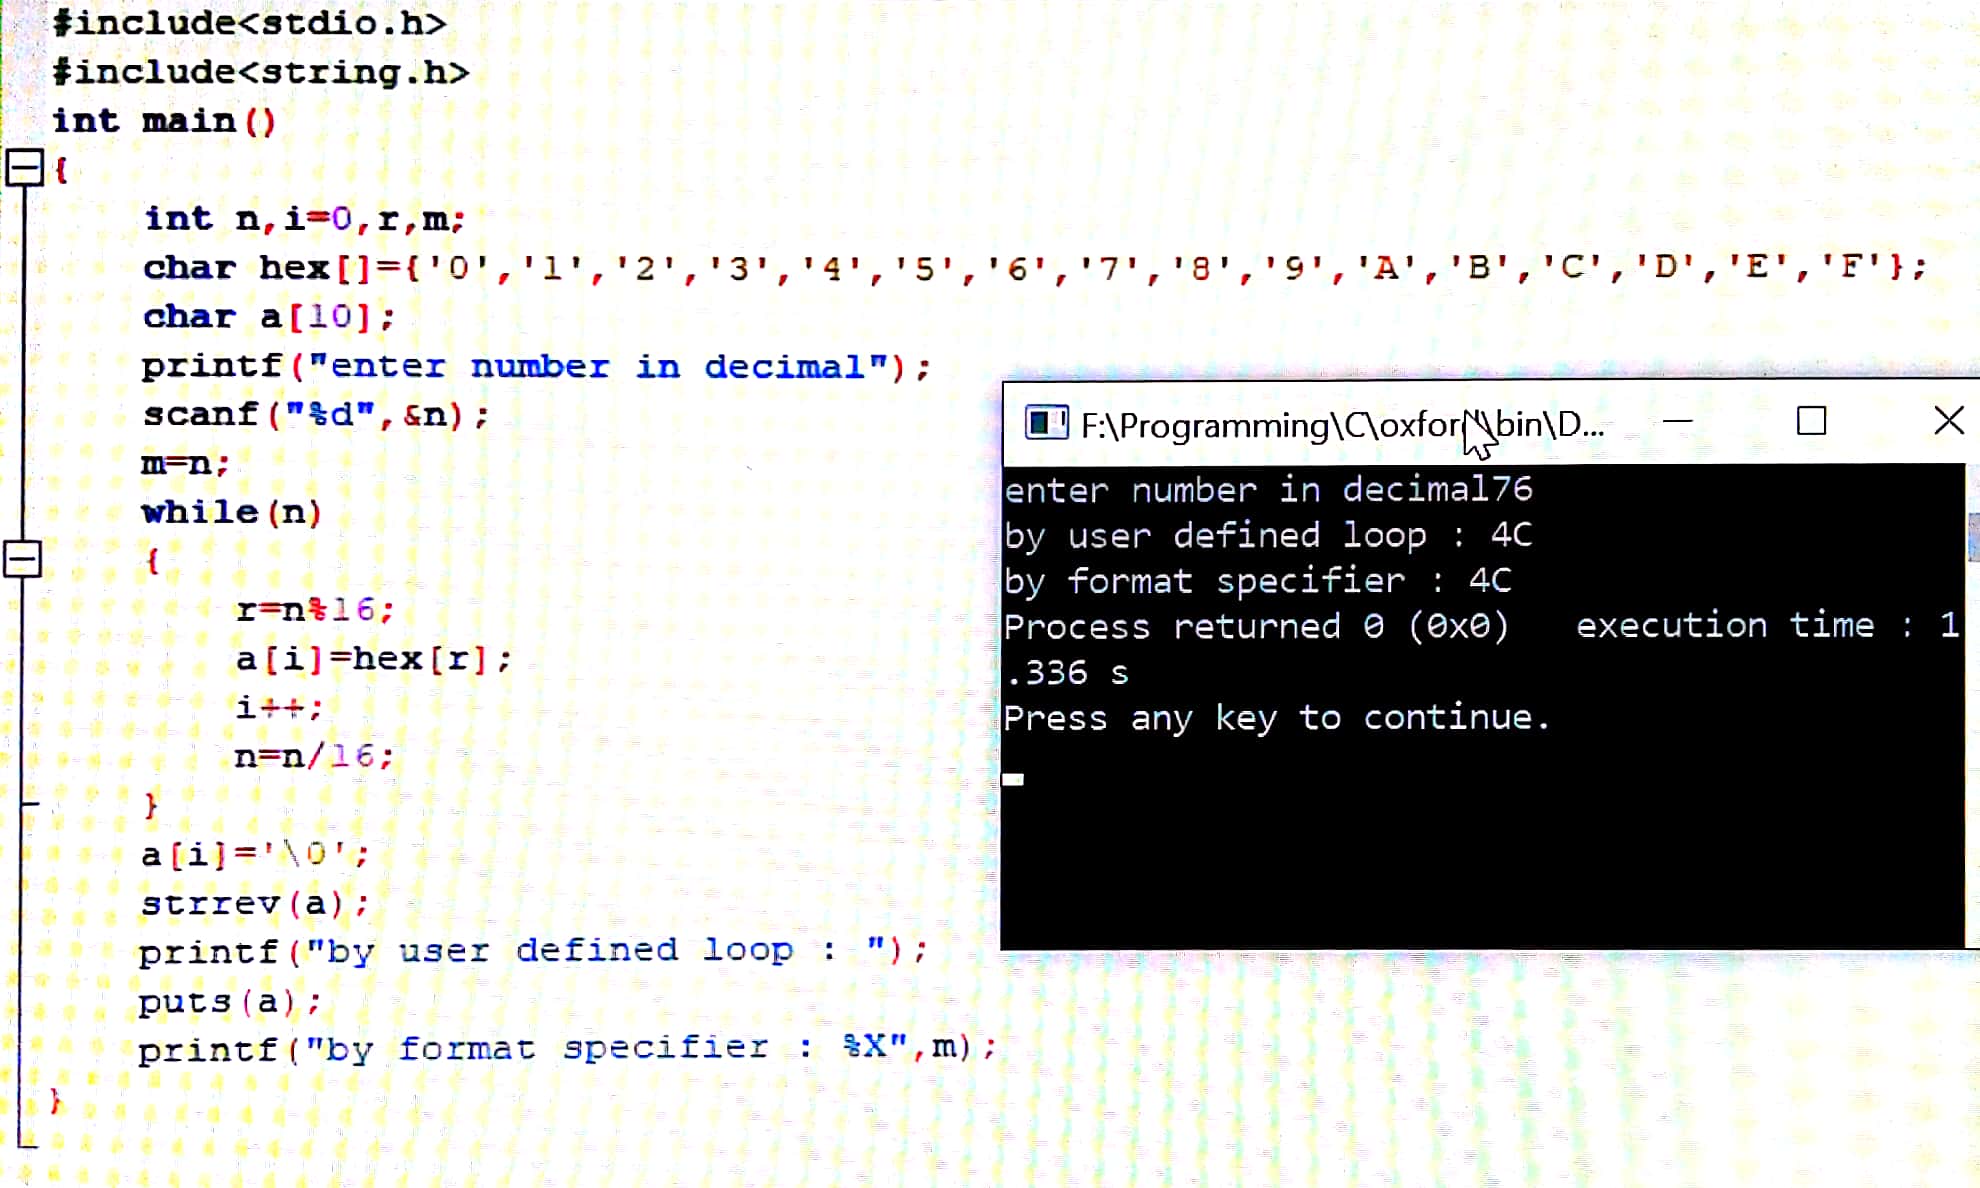 #include<stdio.h>
#include<string.h>
int main()
{
int n,i=0,r,m;
char hex[]={'0','1','2','3','4','5','6','7','8','9','A','B','C','D','E','F'};
char a[10];
printf("enter number in decimal");
scanf("%d",&n);
m=n;
while(n)
{
r=n%16;
a[i]=hex[r];
i++;
n=n/16;
}
a[i]='\0';
strrev(a);
printf("by user defined loop : ");
puts(a);
printf("by format specifier : %X",m);
}
F:\Programming\C\oxfor\bin\D...
enter number in decimal76
by user defined loop : 4C
by format specifier : 4C
Process returned 0 (0x0)   execution time : 1
.336 s
Press any key to continue.